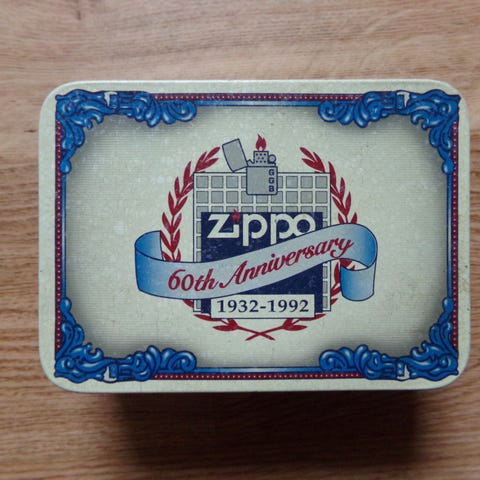 G
G
B
Zippo
60th Anniversary
1932-1992